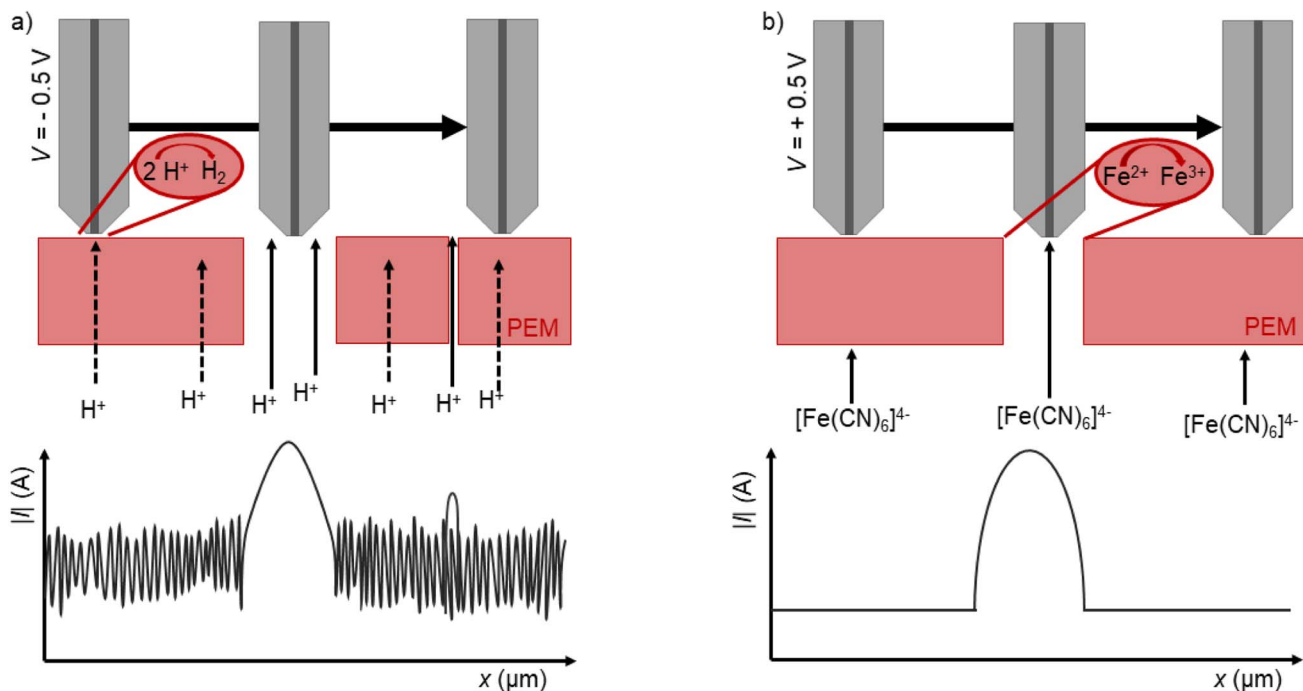 a)
V = - 0.5 V
2 H⁺ H₂
PEM
H⁺ H⁺ H⁺ H⁺ H⁺ H⁺ H⁺
|I| (A)
x (µm)
b)
V = + 0.5 V
Fe²⁺ Fe³⁺
PEM
[Fe(CN)₆]⁴⁻ [Fe(CN)₆]⁴⁻ [Fe(CN)₆]⁴⁻
|I| (A)
x (µm)